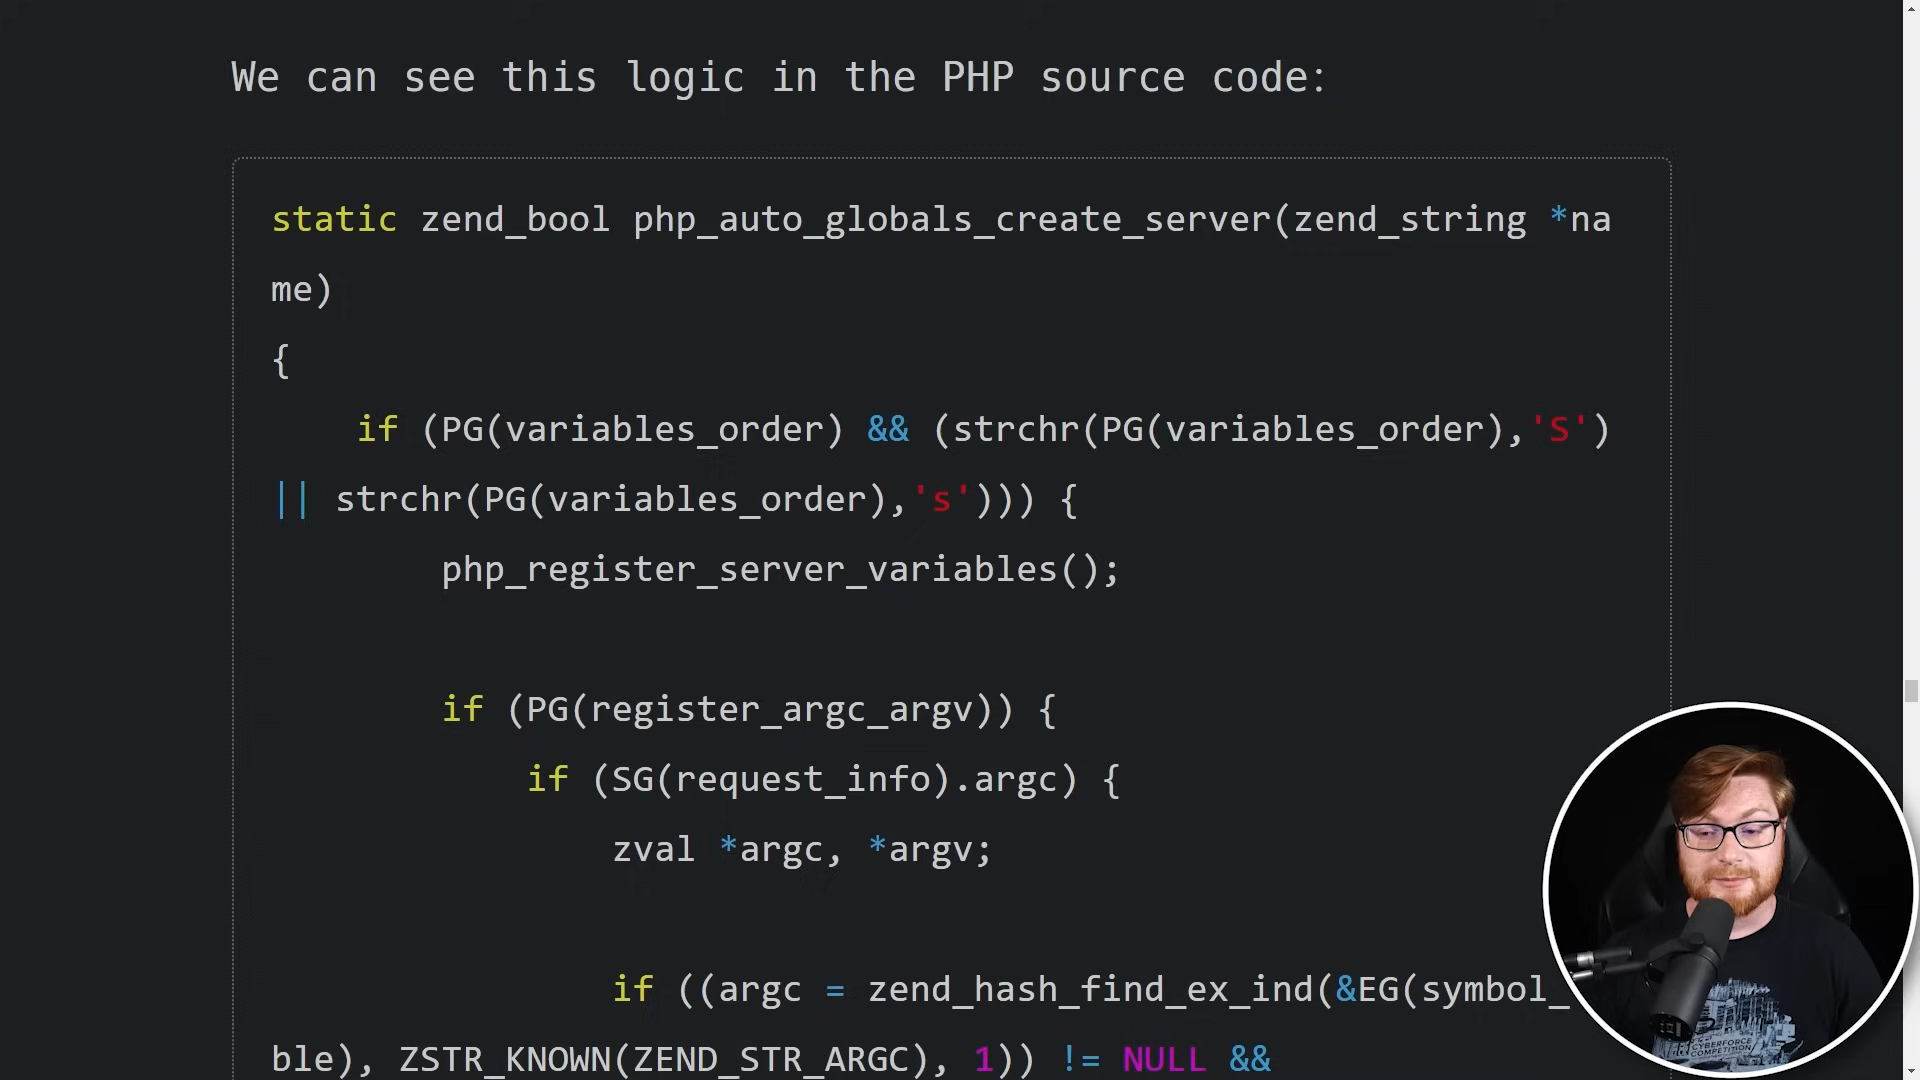 We can see this logic in the PHP source code:
static zend_bool php_auto_globals_create_server(zend_string *na
me)
{
if (PG(variables_order) && (strchr(PG(variables_order),'S')
|| strchr(PG(variables_order),'s'))) {
php_register_server_variables();
if (PG(register_argc_argv)) {
if (SG(request_info).argc) {
zval *argc, *argv;
if ((argc = zend_hash_find_ex_ind(&EG(symbol_
ble), ZSTR_KNOWN(ZEND_STR_ARGC), 1)) != NULL &&
CYBERFORCE
COMPETITION